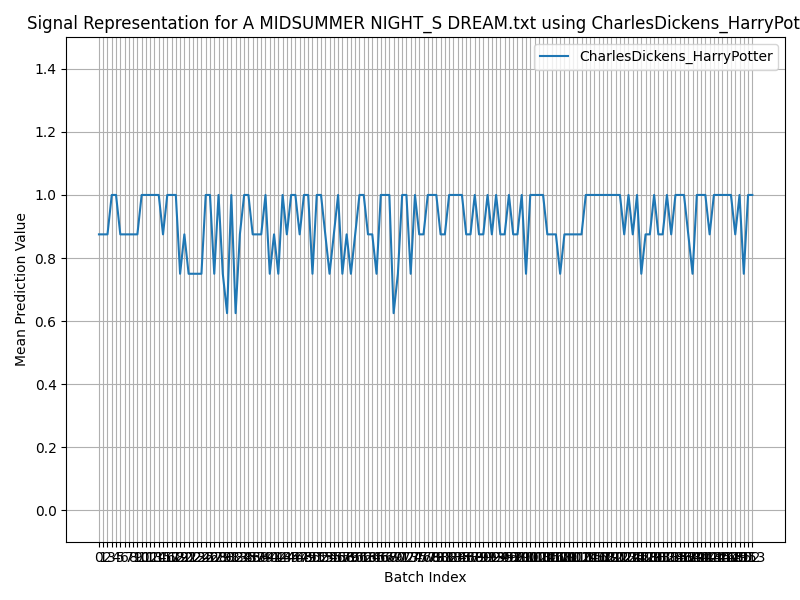 Signal Representation for A MIDSUMMER NIGHT_S DREAM.txt using CharlesDickens_HarryPot
CharlesDickens_HarryPotter
1.4
1.2
1.0
0.8
0.6
0.4
0.2
0.0
Mean Prediction Value
Batch Index